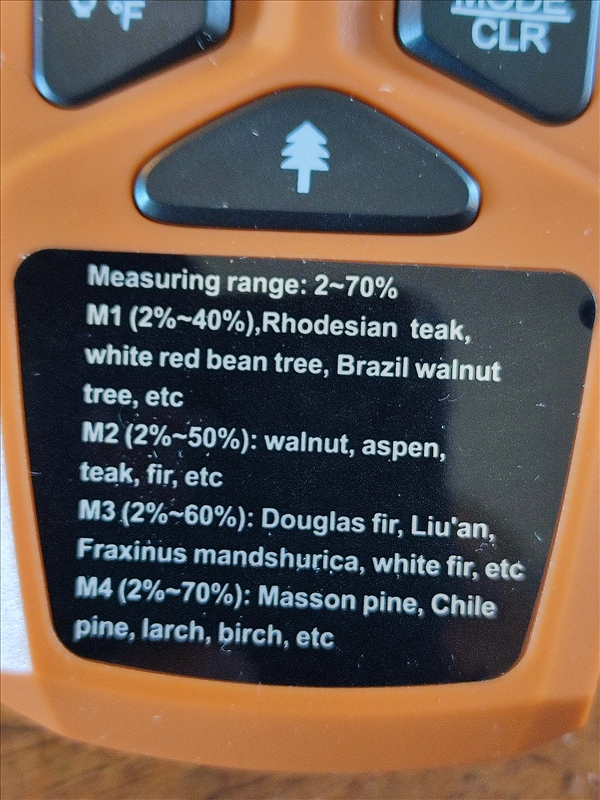 °F
MODE
CLR
Measuring range: 2~70%
M1 (2%~40%),Rhodesian teak,
white red bean tree, Brazil walnut
tree, etc
M2 (2%~50%): walnut, aspen,
teak, fir, etc
M3 (2%~60%): Douglas fir, Liu'an,
Fraxinus mandshurica, white fir, etc
M4 (2%~70%): Masson pine, Chile
pine, larch, birch, etc